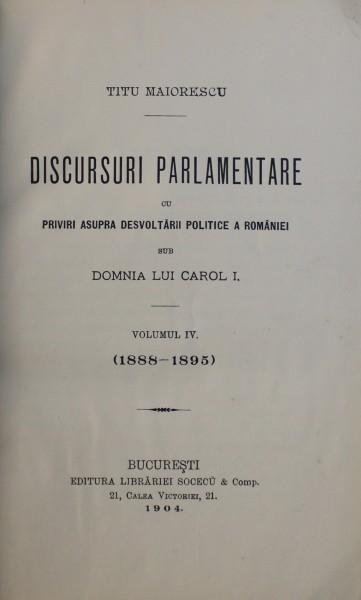 TITU MAIORESCU
DISCURSURI PARLAMENTARE
CU
PRIVIRI ASUPRA DESVOLTĂRII POLITICE A ROMÂNIEI
SUB
DOMNIA LUI CAROL I.
VOLUMUL IV.
(1888—1895)
BUCUREȘTI
EDITURA LIBRĂRIEI SOCECŬ & Comp.
21, CALEA VICTORIEI, 21.
1904.